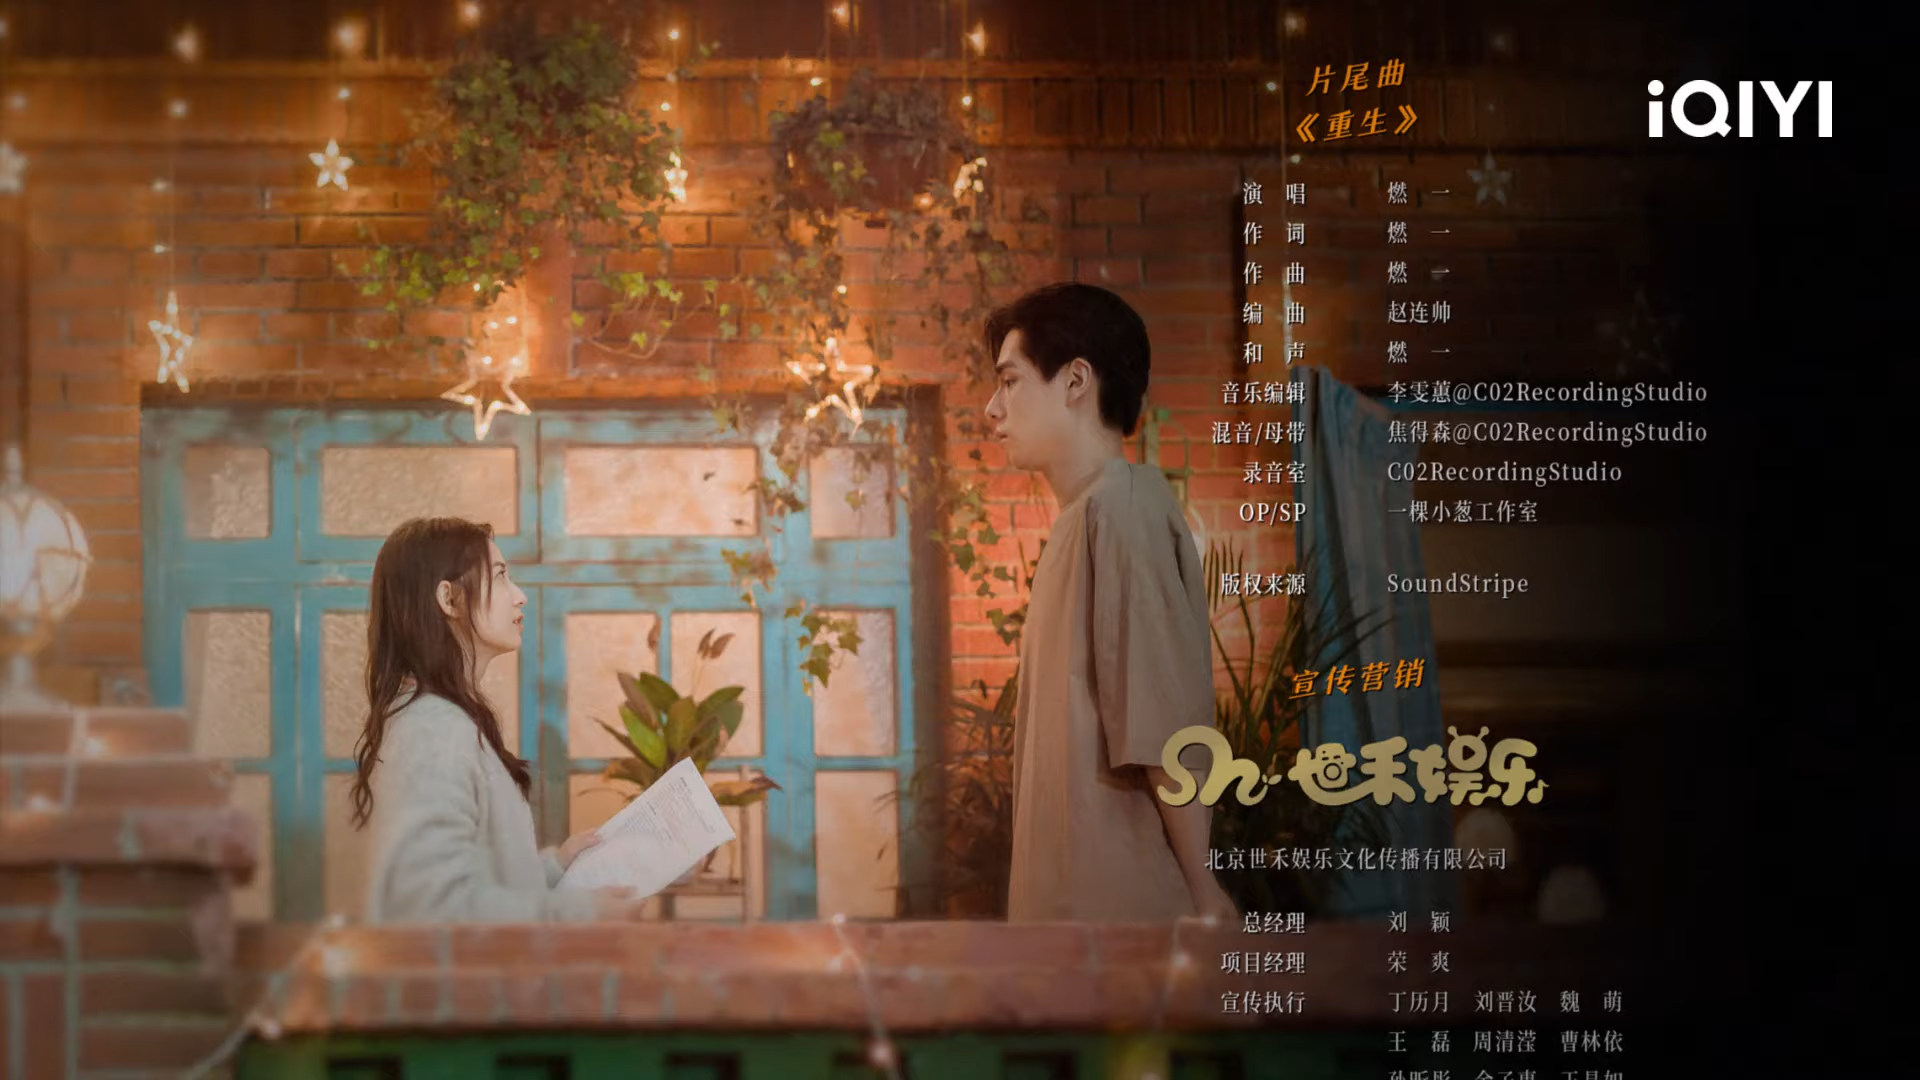 片尾曲
《重生》
iQIYI
演 唱 燃 一
作 词 燃 一
作 曲 燃 一
编 曲 赵连帅
和 声 燃 一
音乐编辑 李雯蕙@C02RecordingStudio
混音/母带 焦得森@C02RecordingStudio
录音室 C02RecordingStudio
OP/SP 一棵小葱工作室
版权来源 SoundStripe
宣传营销
Sh 世禾娱乐
北京世禾娱乐文化传播有限公司
总经理 刘 颖
项目经理 荣 爽
宣传执行 丁历月 刘晋汝 魏 萌
王 磊 周清滢 曹林依